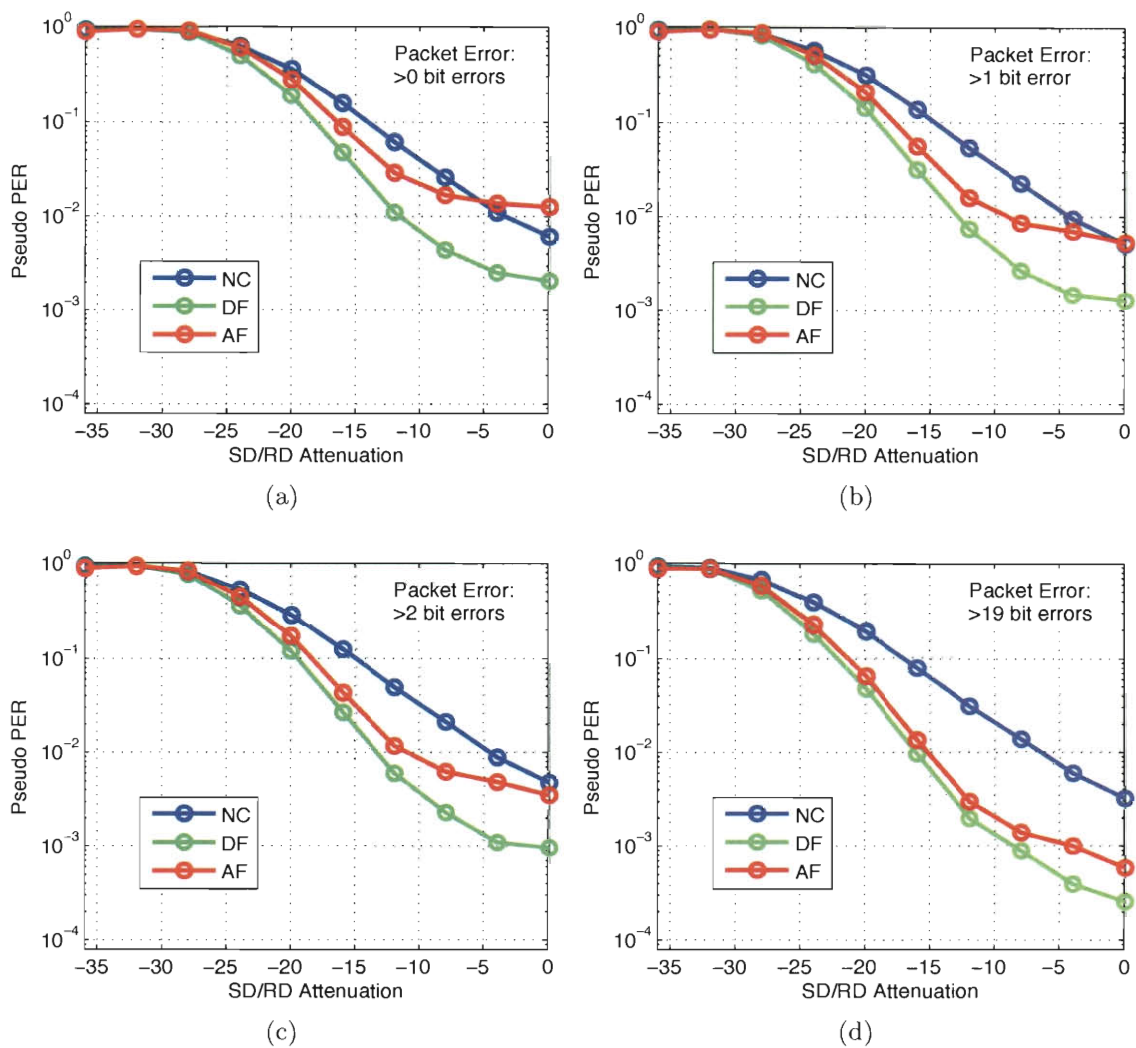 10^0
10^-1
10^-2
10^-3
10^-4
Pseudo PER
Packet Error:
>0 bit errors
NC
DF
AF
−35 −30 −25 −20 −15 −10 −5 0
SD/RD Attenuation
(a)
10^0
10^-1
10^-2
10^-3
10^-4
Pseudo PER
Packet Error:
>1 bit error
NC
DF
AF
−35 −30 −25 −20 −15 −10 −5 0
SD/RD Attenuation
(b)
10^0
10^-1
10^-2
10^-3
10^-4
Pseudo PER
Packet Error:
>2 bit errors
NC
DF
AF
−35 −30 −25 −20 −15 −10 −5 0
SD/RD Attenuation
(c)
10^0
10^-1
10^-2
10^-3
10^-4
Pseudo PER
Packet Error:
>19 bit errors
NC
DF
AF
−35 −30 −25 −20 −15 −10 −5 0
SD/RD Attenuation
(d)